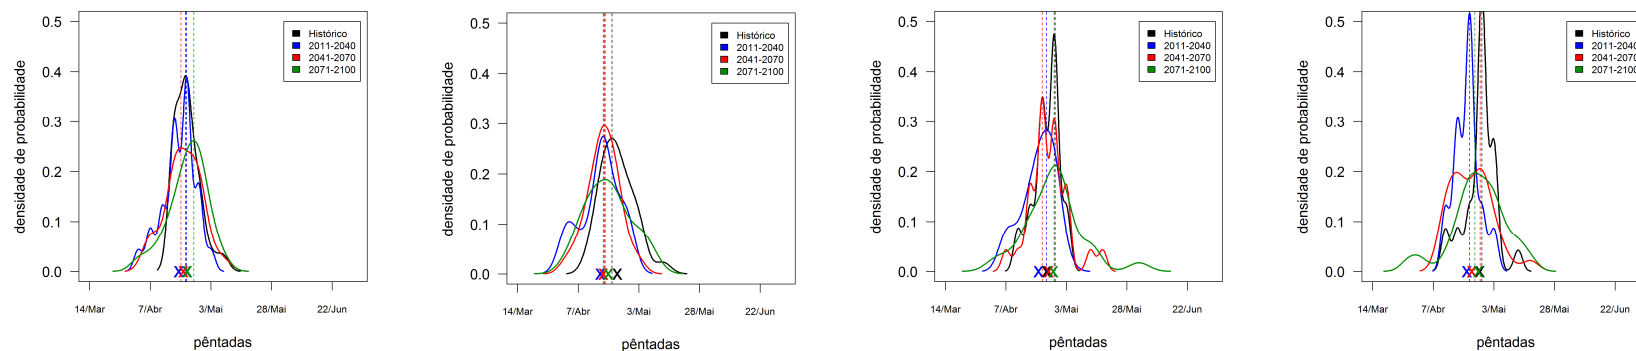 densidade de probabilidade
0.5
0.4
0.3
0.2
0.1
0.0
Histórico
2011-2040
2041-2070
2071-2100
14/Mar
7/Abr
3/Mai
28/Mai
22/Jun
pêntadas
densidade de probabilidade
0.5
0.4
0.3
0.2
0.1
0.0
Histórico
2011-2040
2041-2070
2071-2100
14/Mar
7/Abr
3/Mai
28/Mai
22/Jun
pêntadas
densidade de probabilidade
0.5
0.4
0.3
0.2
0.1
0.0
Histórico
2011-2040
2041-2070
2071-2100
14/Mar
7/Abr
3/Mai
28/Mai
22/Jun
pêntadas
densidade de probabilidade
0.5
0.4
0.3
0.2
0.1
0.0
Histórico
2011-2040
2041-2070
2071-2100
14/Mar
7/Abr
3/Mai
28/Mai
22/Jun
pêntadas